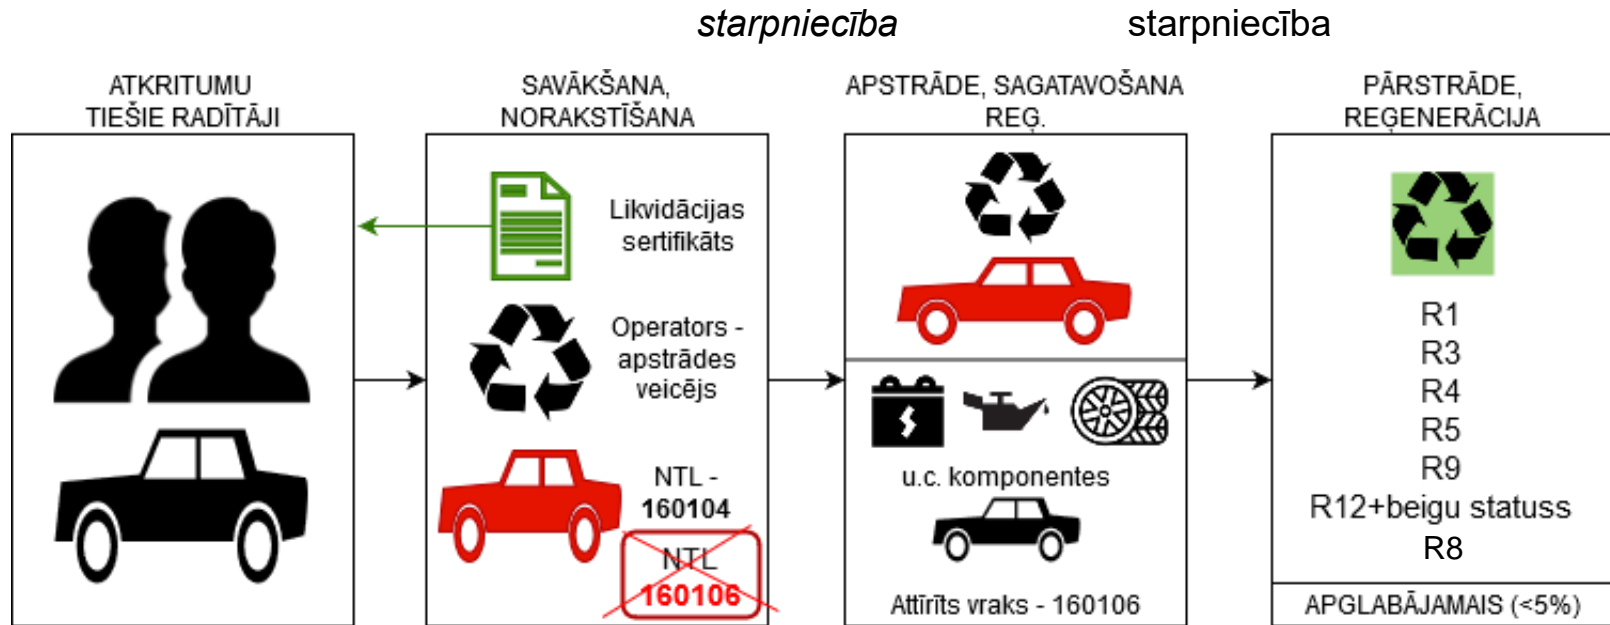 starpniecība
starpniecība
ATKRITUMU
TIEŠIE RADĪTĀJI
SAVĀKŠANA,
NORAKSTĪŠANA
Likvidācijas
sertifikāts
Operators -
apstrādes
veicējs
NTL -
160104
NTL
160106
APSTRĀDE, SAGATAVOŠANA
REĢ.
u.c. komponentes
Attīrīts vraks - 160106
PĀRSTRĀDE,
REĢENERĀCIJA
R1
R3
R4
R5
R9
R12+beigu statuss
R8
APGLABĀJAMAIS (<5%)